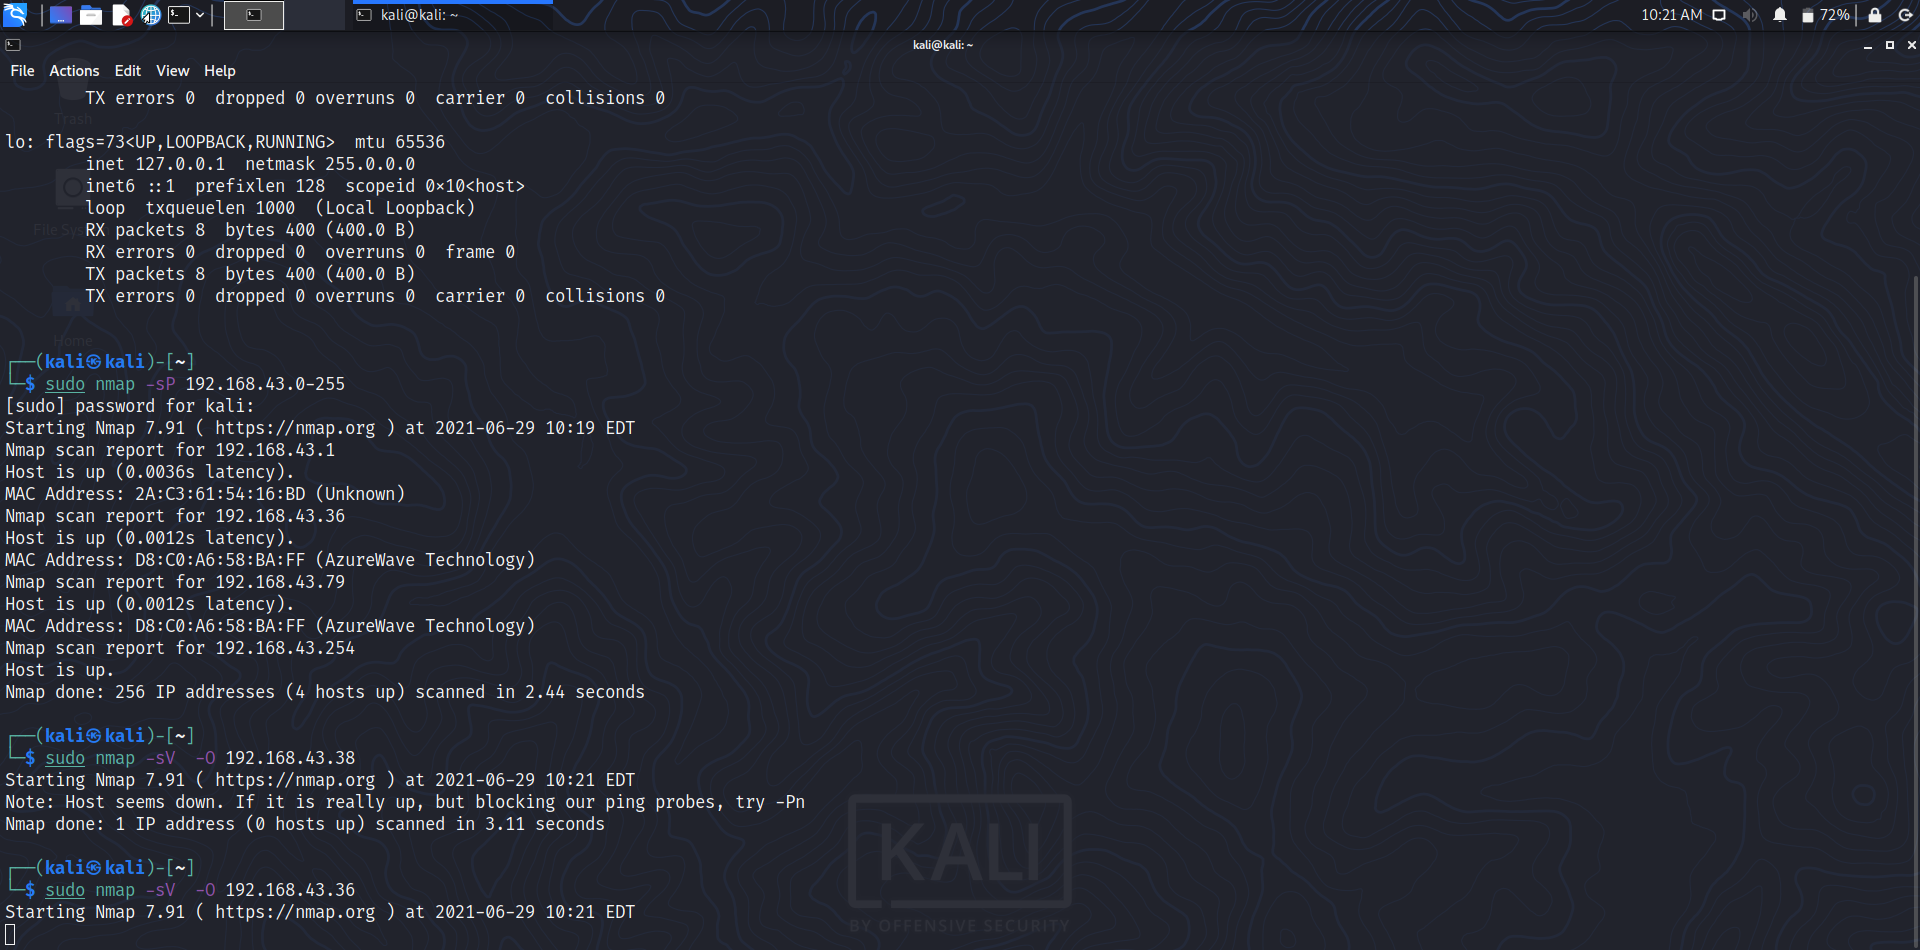 kali@kali: ~
10:21 AM
72%
kali@kali: ~
File Actions Edit View Help
TX errors 0  dropped 0 overruns 0  carrier 0  collisions 0
Trash
lo: flags=73<UP,LOOPBACK,RUNNING>  mtu 65536
inet 127.0.0.1  netmask 255.0.0.0
inet6 ::1  prefixlen 128  scopeid 0×10<host>
loop  txqueuelen 1000  (Local Loopback)
File Sys
RX packets 8  bytes 400 (400.0 B)
RX errors 0  dropped 0  overruns 0  frame 0
TX packets 8  bytes 400 (400.0 B)
TX errors 0  dropped 0 overruns 0  carrier 0  collisions 0
Home
┌──(kali㉿kali)-[~]
└─$ sudo nmap -sP 192.168.43.0-255
[sudo] password for kali:
Starting Nmap 7.91 ( https://nmap.org ) at 2021-06-29 10:19 EDT
Nmap scan report for 192.168.43.1
Host is up (0.0036s latency).
MAC Address: 2A:C3:61:54:16:BD (Unknown)
Nmap scan report for 192.168.43.36
Host is up (0.0012s latency).
MAC Address: D8:C0:A6:58:BA:FF (AzureWave Technology)
Nmap scan report for 192.168.43.79
Host is up (0.0012s latency).
MAC Address: D8:C0:A6:58:BA:FF (AzureWave Technology)
Nmap scan report for 192.168.43.254
Host is up.
Nmap done: 256 IP addresses (4 hosts up) scanned in 2.44 seconds
┌──(kali㉿kali)-[~]
└─$ sudo nmap -sV  -O 192.168.43.38
Starting Nmap 7.91 ( https://nmap.org ) at 2021-06-29 10:21 EDT
Note: Host seems down. If it is really up, but blocking our ping probes, try -Pn
Nmap done: 1 IP address (0 hosts up) scanned in 3.11 seconds
┌──(kali㉿kali)-[~]
└─$ sudo nmap -sV  -O 192.168.43.36
Starting Nmap 7.91 ( https://nmap.org ) at 2021-06-29 10:21 EDT
KALI
BY OFFENSIVE SECURITY